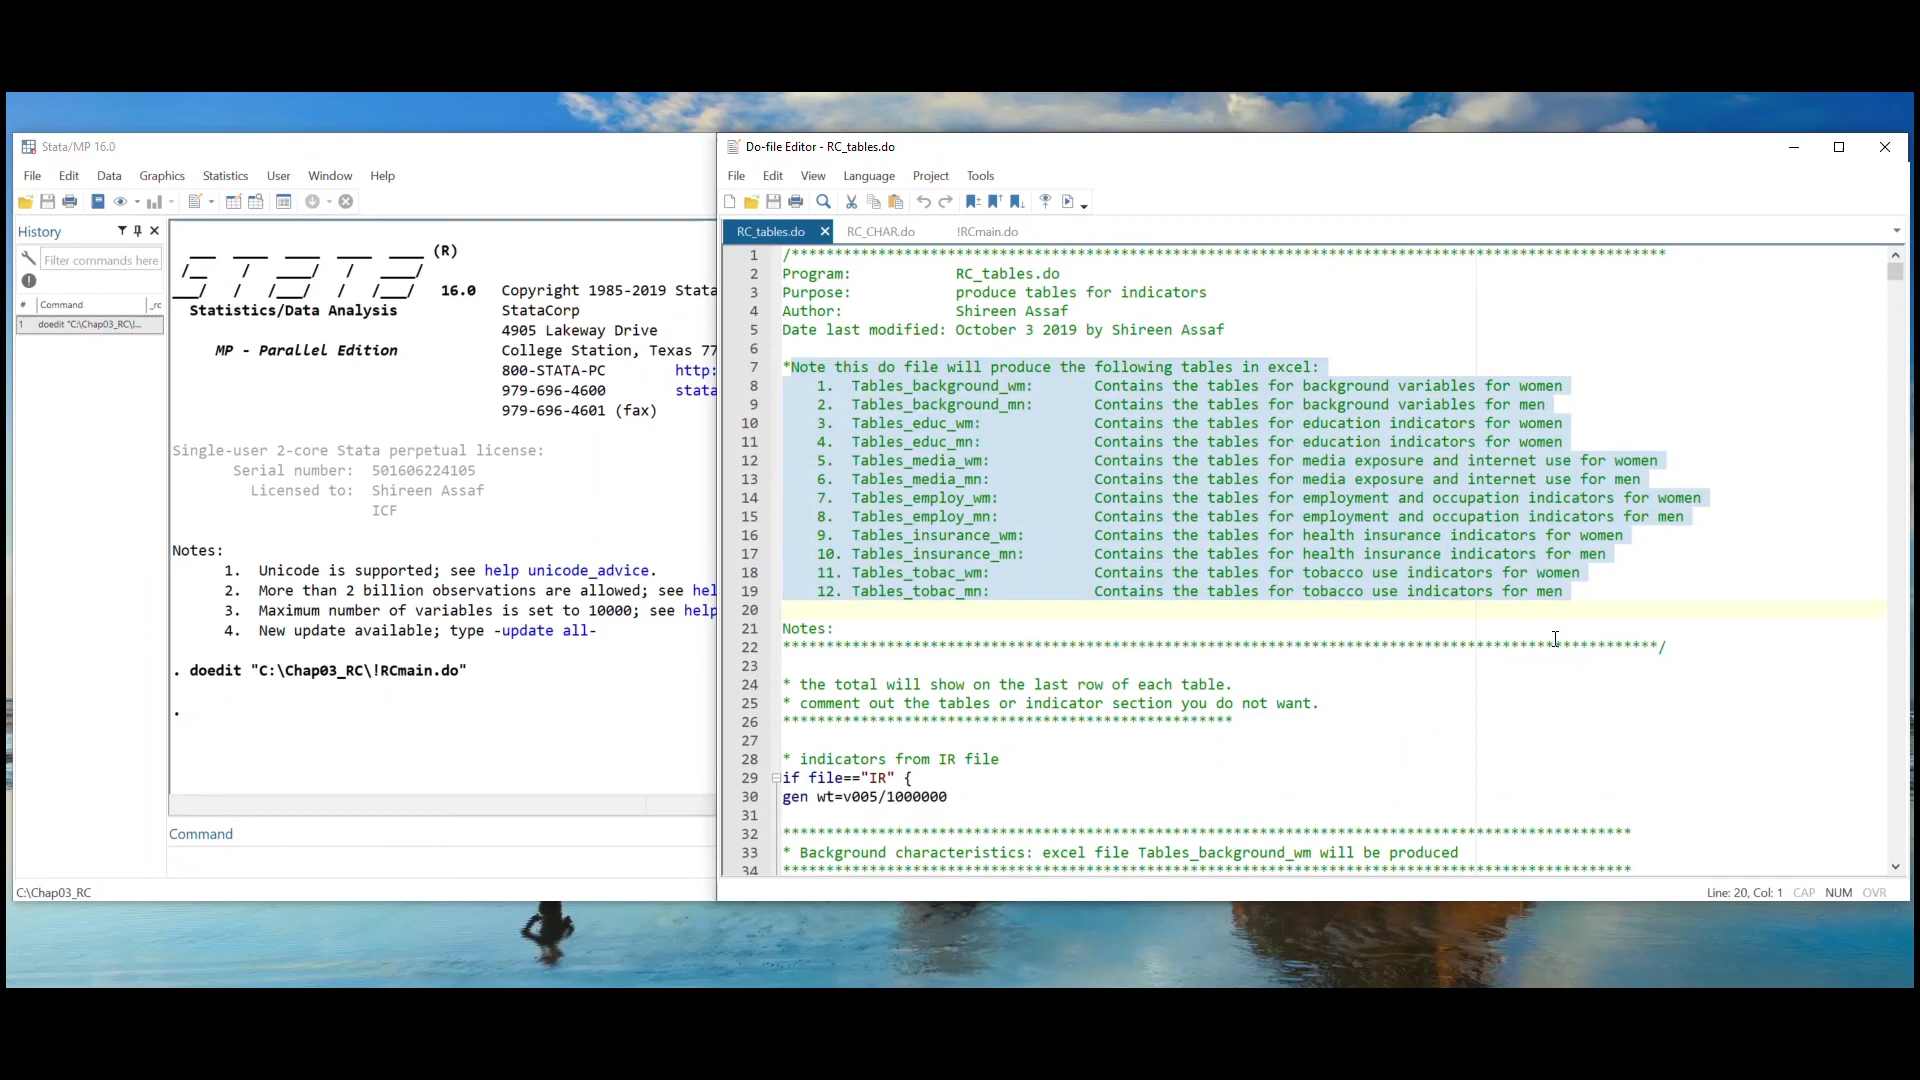 Stata/MP 16.0
File Edit Data Graphics Statistics User Window Help
History
Filter commands here
# Command _rc
1 doedit "C:\Chap03_RC\!...
(R)
16.0 Copyright 1985-2019 Stata
Statistics/Data Analysis StataCorp
4905 Lakeway Drive
MP - Parallel Edition College Station, Texas 77
800-STATA-PC http:
979-696-4600 stata
979-696-4601 (fax)
Single-user 2-core Stata perpetual license:
Serial number: 501606224105
Licensed to: Shireen Assaf
ICF
Notes:
1. Unicode is supported; see help unicode_advice.
2. More than 2 billion observations are allowed; see hel
3. Maximum number of variables is set to 10000; see help
4. New update available; type -update all-
. doedit "C:\Chap03_RC\!RCmain.do"
.
Command
C:\Chap03_RC
Do-file Editor - RC_tables.do
File Edit View Language Project Tools
RC_tables.do RC_CHAR.do !RCmain.do
1 /*****************************************************************************************************
2 Program: RC_tables.do
3 Purpose: produce tables for indicators
4 Author: Shireen Assaf
5 Date last modified: October 3 2019 by Shireen Assaf
6
7 *Note this do file will produce the following tables in excel:
8 1. Tables_background_wm: Contains the tables for background variables for women
9 2. Tables_background_mn: Contains the tables for background variables for men
10 3. Tables_educ_wm: Contains the tables for education indicators for women
11 4. Tables_educ_mn: Contains the tables for education indicators for women
12 5. Tables_media_wm: Contains the tables for media exposure and internet use for women
13 6. Tables_media_mn: Contains the tables for media exposure and internet use for men
14 7. Tables_employ_wm: Contains the tables for employment and occupation indicators for women
15 8. Tables_employ_mn: Contains the tables for employment and occupation indicators for men
16 9. Tables_insurance_wm: Contains the tables for health insurance indicators for women
17 10. Tables_insurance_mn: Contains the tables for health insurance indicators for men
18 11. Tables_tobac_wm: Contains the tables for tobacco use indicators for women
19 12. Tables_tobac_mn: Contains the tables for tobacco use indicators for men
20
21 Notes:
22 *****************************************************************************************************/
23
24 * the total will show on the last row of each table.
25 * comment out the tables or indicator section you do not want.
26 ****************************************************
27
28 * indicators from IR file
29 if file=="IR" {
30 gen wt=v005/1000000
31
32 **************************************************************************************************
33 * Background characteristics: excel file Tables_background_wm will be produced
34 **************************************************************************************************
Line: 20, Col: 1 CAP NUM OVR